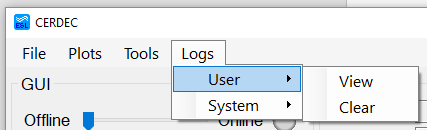 CERDEC
File Plots Tools Logs
GUI User View
Offline System Clear